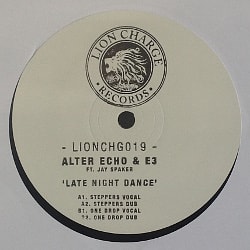 LION CHARGE
RECORDS
- LIONCHG019 -
ALTER ECHO & E3
FT. JAY SPAKER
'LATE NIGHT DANCE'
A1. STEPPERS VOCAL
A2. STEPPERS DUB
B1. ONE DROP VOCAL
B2. ONE DROP DUB